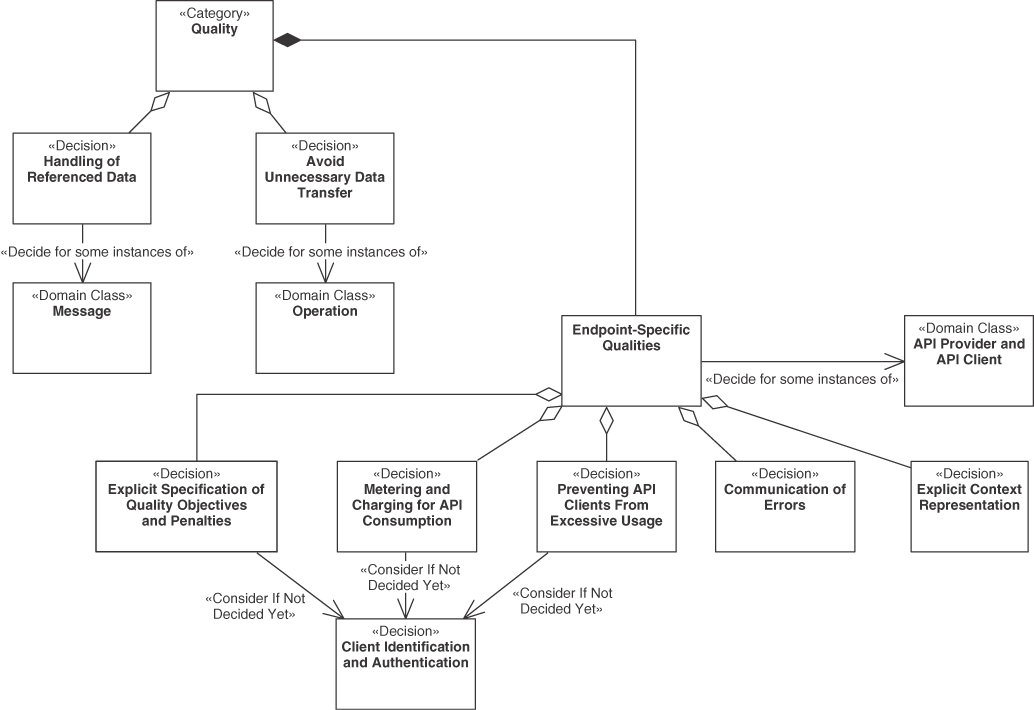 «Category»
Quality
«Decision»
Handling of
Referenced Data
«Decision»
Avoid
Unnecessary Data
Transfer
«Decide for some instances of»
«Decide for some instances of»
«Domain Class»
Message
«Domain Class»
Operation
Endpoint-Specific
Qualities
«Domain Class»
API Provider and
API Client
«Decide for some instances of»
«Decision»
Explicit Specification of
Quality Objectives
and Penalties
«Decision»
Metering and
Charging for API
Consumption
«Decision»
Preventing API
Clients From
Excessive Usage
«Decision»
Communication of
Errors
«Decision»
Explicit Context
Representation
«Consider If Not
Decided Yet»
«Consider If Not
Decided Yet»
«Consider If Not
Decided Yet»
«Decision»
Client Identification
and Authentication